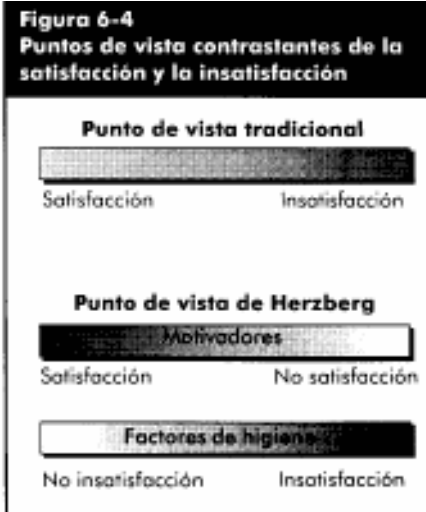 Figura 6-4
Puntos de vista contrastantes de la
satisfacción y la insatisfacción
Punto de vista tradicional
Satisfacción Insatisfacción
Punto de vista de Herzberg
Motivadores
Satisfacción No satisfacción
Factores de higiene
No insatisfacción Insatisfacción